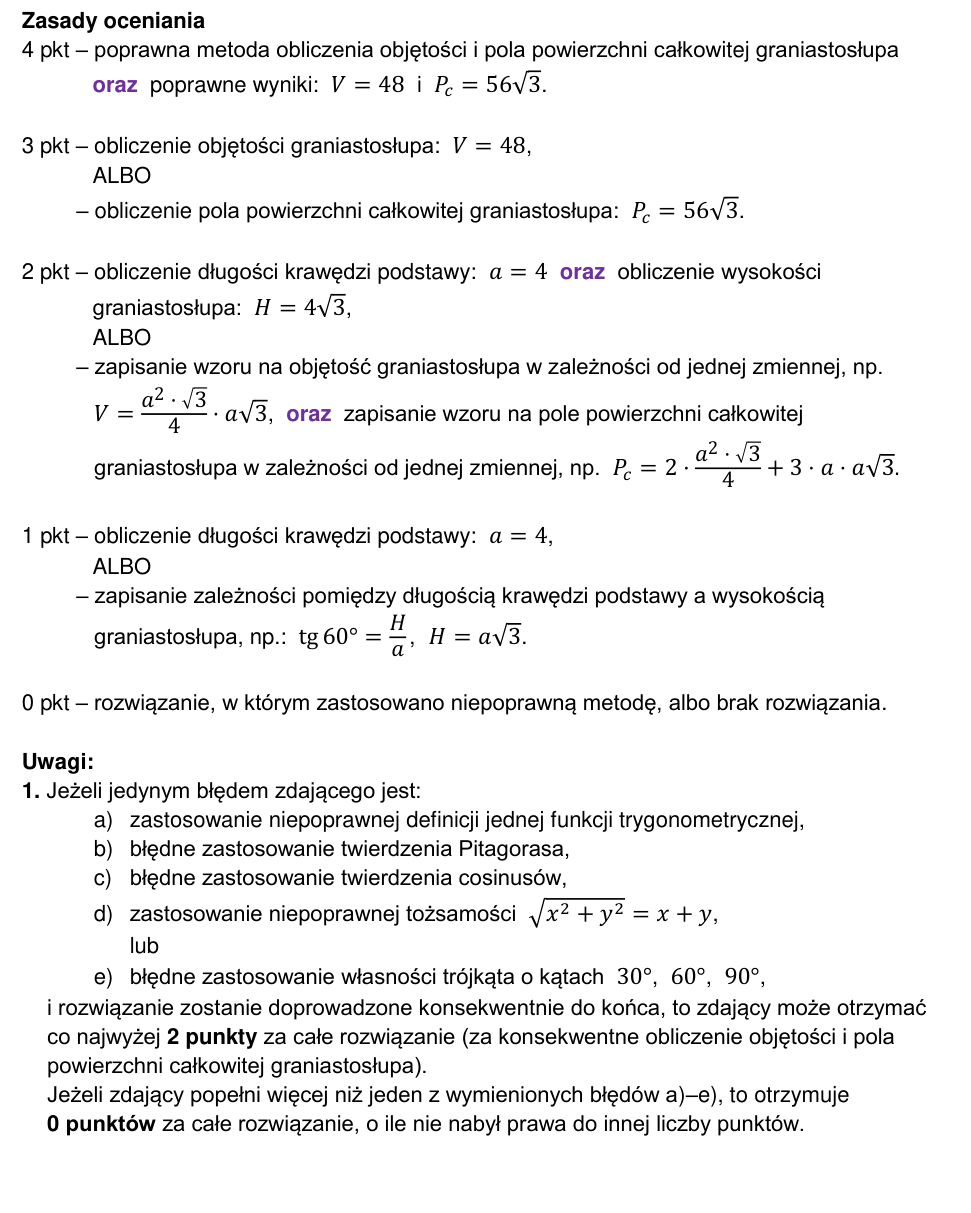 Zasady oceniania
4 pkt – poprawna metoda obliczenia objętości i pola powierzchni całkowitej graniastosłupa
oraz poprawne wyniki: V = 48 i P_c = 56√3.
3 pkt – obliczenie objętości graniastosłupa: V = 48,
ALBO
– obliczenie pola powierzchni całkowitej graniastosłupa: P_c = 56√3.
2 pkt – obliczenie długości krawędzi podstawy: a = 4 oraz obliczenie wysokości
graniastosłupa: H = 4√3,
ALBO
– zapisanie wzoru na objętość graniastosłupa w zależności od jednej zmiennej, np.
V = a² · √3 / 4 · a√3, oraz zapisanie wzoru na pole powierzchni całkowitej
graniastosłupa w zależności od jednej zmiennej, np. P_c = 2 · a² · √3 / 4 + 3 · a · a√3.
1 pkt – obliczenie długości krawędzi podstawy: a = 4,
ALBO
– zapisanie zależności pomiędzy długością krawędzi podstawy a wysokością
graniastosłupa, np.: tg 60° = H/a, H = a√3.
0 pkt – rozwiązanie, w którym zastosowano niepoprawną metodę, albo brak rozwiązania.
Uwagi:
1. Jeżeli jedynym błędem zdającego jest:
a) zastosowanie niepoprawnej definicji jednej funkcji trygonometrycznej,
b) błędne zastosowanie twierdzenia Pitagorasa,
c) błędne zastosowanie twierdzenia cosinusów,
d) zastosowanie niepoprawnej tożsamości √(x² + y²) = x + y,
lub
e) błędne zastosowanie własności trójkąta o kątach 30°, 60°, 90°,
i rozwiązanie zostanie doprowadzone konsekwentnie do końca, to zdający może otrzymać
co najwyżej 2 punkty za całe rozwiązanie (za konsekwentne obliczenie objętości i pola
powierzchni całkowitej graniastosłupa).
Jeżeli zdający popełni więcej niż jeden z wymienionych błędów a)–e), to otrzymuje
0 punktów za całe rozwiązanie, o ile nie nabył prawa do innej liczby punktów.